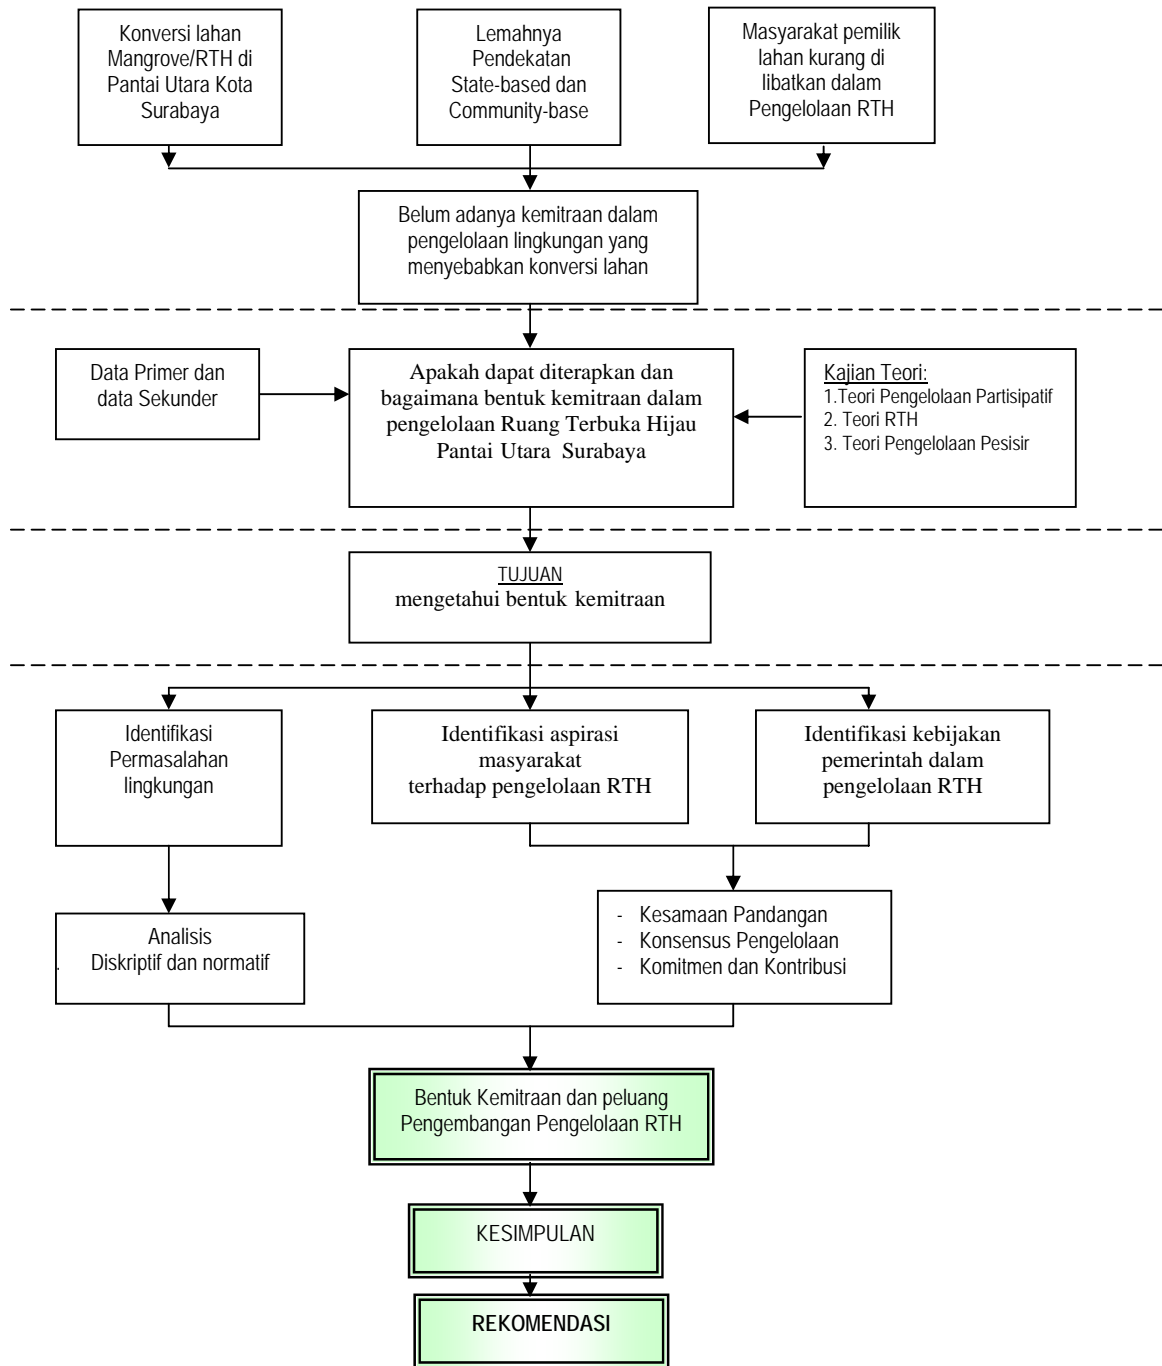 Konversi lahan
Mangrove/RTH di
Pantai Utara Kota
Surabaya
Lemahnya
Pendekatan
State-based dan
Community-base
Masyarakat pemilik
lahan kurang di
libatkan dalam
Pengelolaan RTH
Belum adanya kemitraan dalam
pengelolaan lingkungan yang
menyebabkan konversi lahan
Data Primer dan
data Sekunder
Apakah dapat diterapkan dan
bagaimana bentuk kemitraan dalam
pengelolaan Ruang Terbuka Hijau
Pantai Utara Surabaya
Kajian Teori:
1.Teori Pengelolaan Partisipatif
2. Teori RTH
3. Teori Pengelolaan Pesisir
TUJUAN
mengetahui bentuk kemitraan
Identifikasi
Permasalahan
lingkungan
Identifikasi aspirasi
masyarakat
terhadap pengelolaan RTH
Identifikasi kebijakan
pemerintah dalam
pengelolaan RTH
Analisis
. Diskriptif dan normatif
- Kesamaan Pandangan
- Konsensus Pengelolaan
- Komitmen dan Kontribusi
Bentuk Kemitraan dan peluang
Pengembangan Pengelolaan RTH
KESIMPULAN
REKOMENDASI